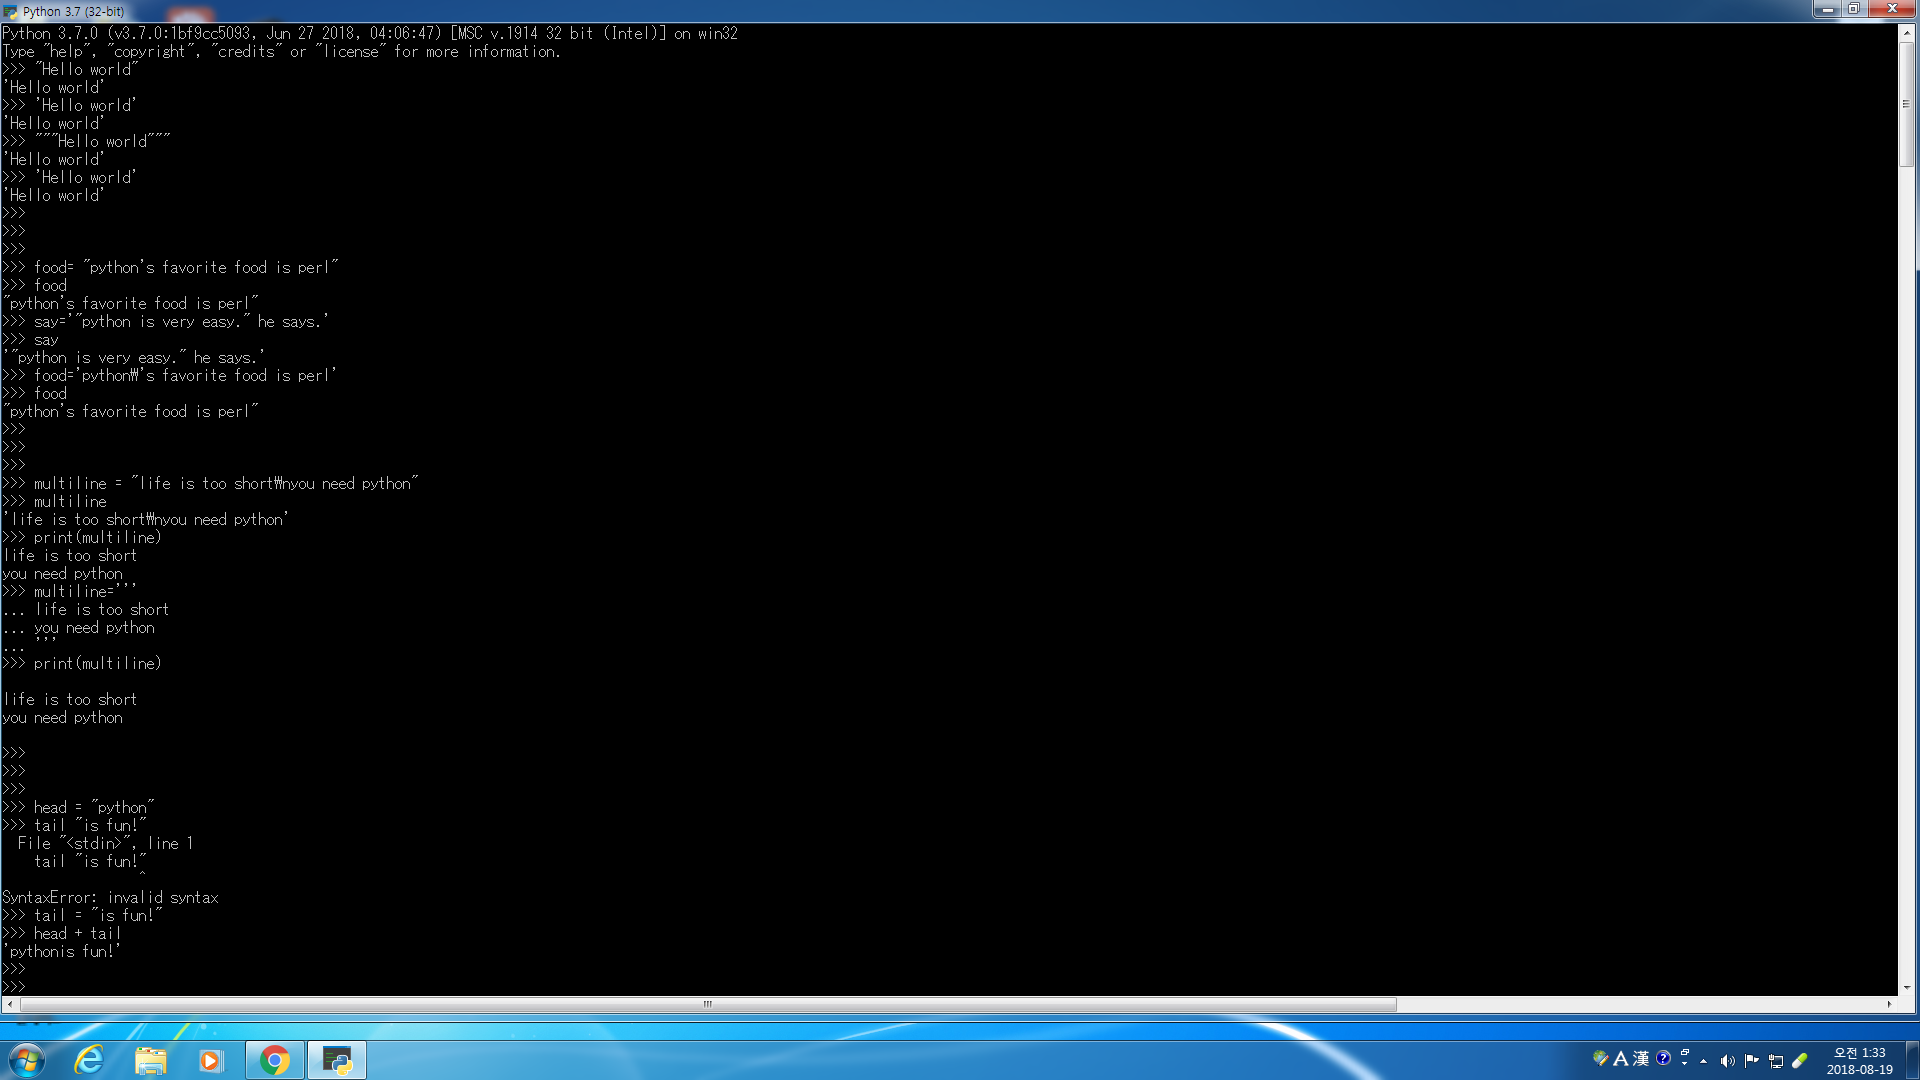 Python 3.7 (32-bit)
Python 3.7.0 (v3.7.0:1bf9cc5093, Jun 27 2018, 04:06:47) [MSC v.1914 32 bit (Intel)] on win32
Type "help", "copyright", "credits" or "license" for more information.
>>> "Hello world"
'Hello world'
>>> 'Hello world'
'Hello world'
>>> """Hello world"""
'Hello world'
>>> 'Hello world'
'Hello world'
>>>
>>>
>>>
>>> food= "python's favorite food is perl"
>>> food
"python's favorite food is perl"
>>> say='"python is very easy." he says.'
>>> say
'"python is very easy." he says.'
>>> food='python₩'s favorite food is perl'
>>> food
"python's favorite food is perl"
>>>
>>>
>>>
>>> multiline = "life is too short₩nyou need python"
>>> multiline
'life is too short₩nyou need python'
>>> print(multiline)
life is too short
you need python
>>> multiline='''
... life is too short
... you need python
... '''
>>> print(multiline)
life is too short
you need python
>>>
>>>
>>>
>>> head = "python"
>>> tail "is fun!"
  File "<stdin>", line 1
    tail "is fun!"
                 ^
SyntaxError: invalid syntax
>>> tail = "is fun!"
>>> head + tail
'pythonis fun!'
>>>
>>>
A 漢
오전 1:33
2018-08-19